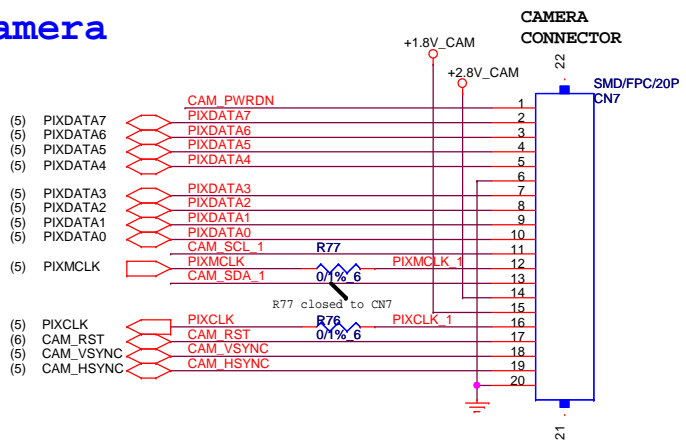 amera
CAMERA
CONNECTOR
+1.8V_CAM
+2.8V_CAM
22
SMD/FPC/20P
CN7
CAM_PWRDN 1
(5) PIXDATA7 PIXDATA7 2
(5) PIXDATA6 PIXDATA6 3
(5) PIXDATA5 PIXDATA5 4
(5) PIXDATA4 PIXDATA4 5
6
(5) PIXDATA3 PIXDATA3 7
(5) PIXDATA2 PIXDATA2 8
(5) PIXDATA1 PIXDATA1 9
(5) PIXDATA0 PIXDATA0 10
CAM_SCL_1 R77 11
(5) PIXMCLK PIXMCLK PIXMCLK_1 12
CAM_SDA_1 0/1%_6 13
14
R77 closed to CN7 15
(5) PIXCLK PIXCLK R76 PIXCLK_1 16
(6) CAM_RST CAM_RST 0/1%_6 17
(5) CAM_VSYNC CAM_VSYNC 18
(5) CAM_HSYNC CAM_HSYNC 19
20
21